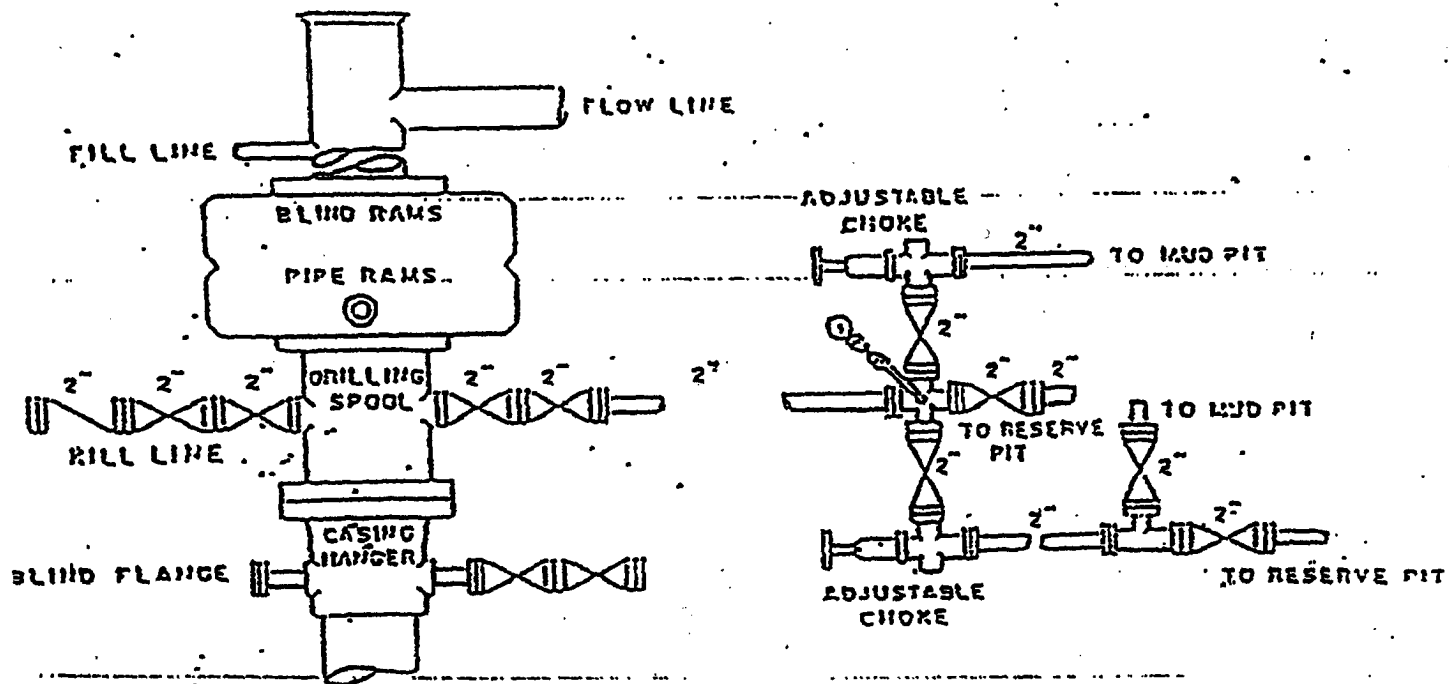 FLOW LINE
FILL LINE
BLIND RAMS
PIPE RAMS
2" 2" 2"
DRILLING
SPOOL
2" 2" 2"
KILL LINE
CASING
HANGER
BLIND FLANGE
ADJUSTABLE
CHOKE
2"
TO MUD PIT
2"
2" 2"
TO RESERVE
PIT
TO MUD PIT
2"
2"
2"
2"
TO RESERVE PIT
ADJUSTABLE
CHOKE